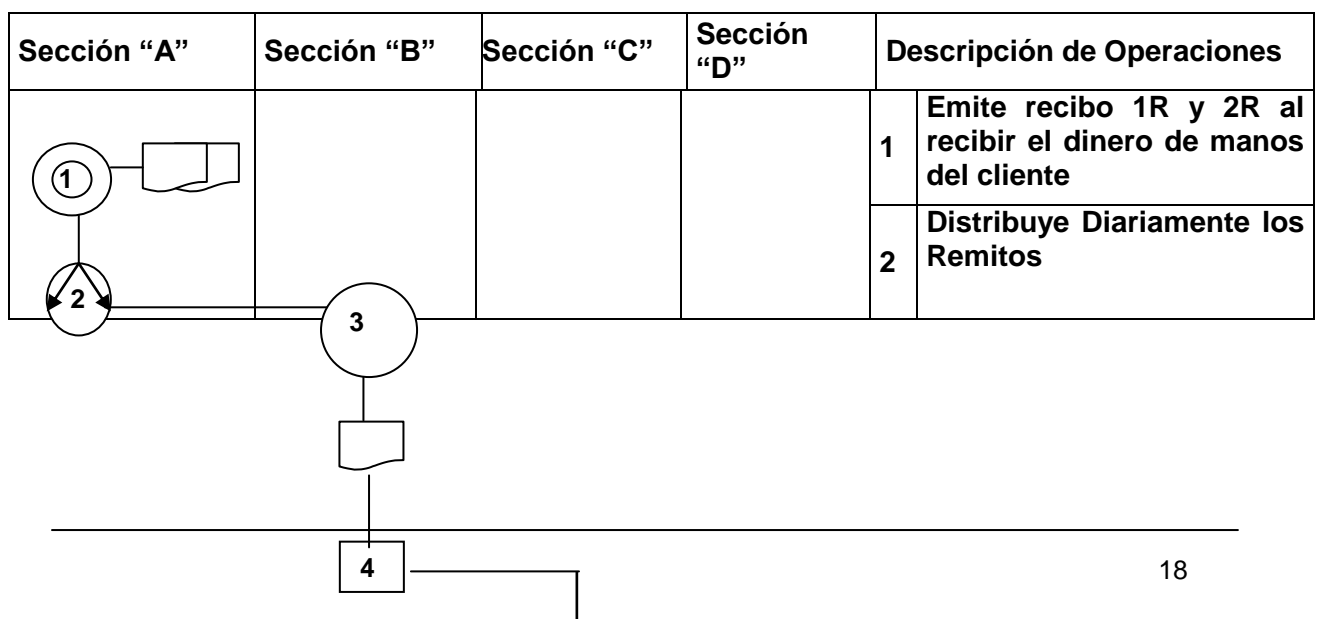 Sección “A”
Sección “B”
Sección “C”
Sección
“D”
Descripción de Operaciones
1
Emite recibo 1R y 2R al
recibir el dinero de manos
del cliente
1
2
Distribuye Diariamente los
Remitos
2
3
4
18